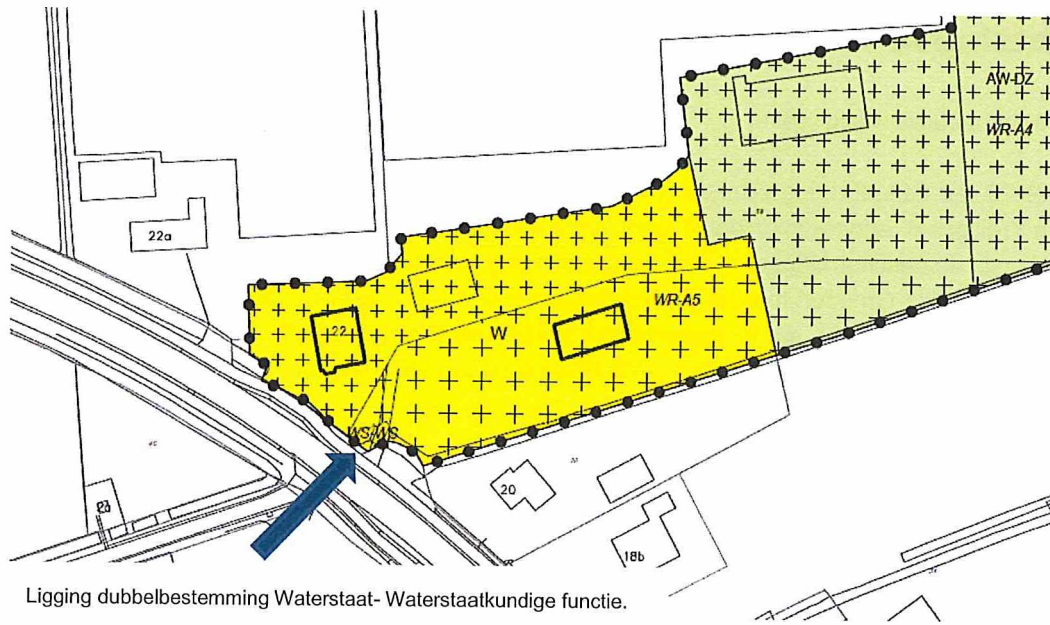 AW-DZ
WR-A4
22a
WR-A5
22
W
WS-WS
20
18b
Ligging dubbelbestemming Waterstaat- Waterstaatkundige functie.